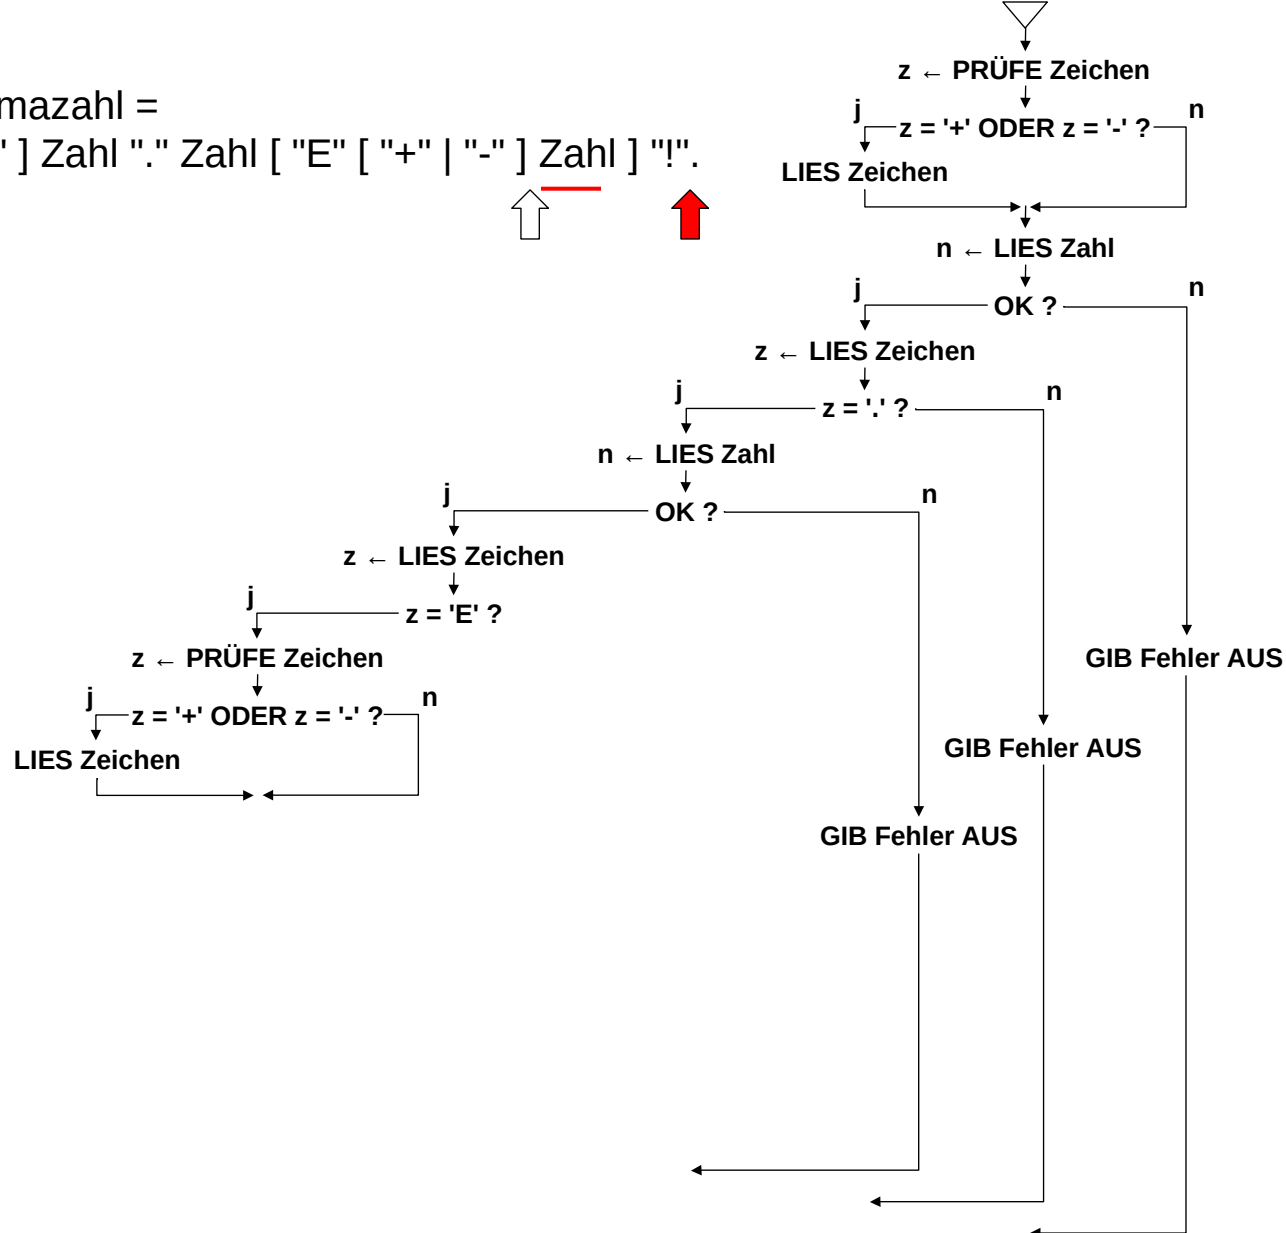 mazahl =
" ] Zahl "." Zahl [ "E" [ "+" | "-" ] Zahl ] "!".
z ← PRÜFE Zeichen
j
n
z = '+' ODER z = '-' ?
LIES Zeichen
n ← LIES Zahl
j
n
OK ?
z ← LIES Zeichen
j
n
z = '.' ?
n ← LIES Zahl
j
n
OK ?
z ← LIES Zeichen
j
z = 'E' ?
z ← PRÜFE Zeichen
GIB Fehler AUS
j
n
z = '+' ODER z = '-' ?
GIB Fehler AUS
LIES Zeichen
GIB Fehler AUS